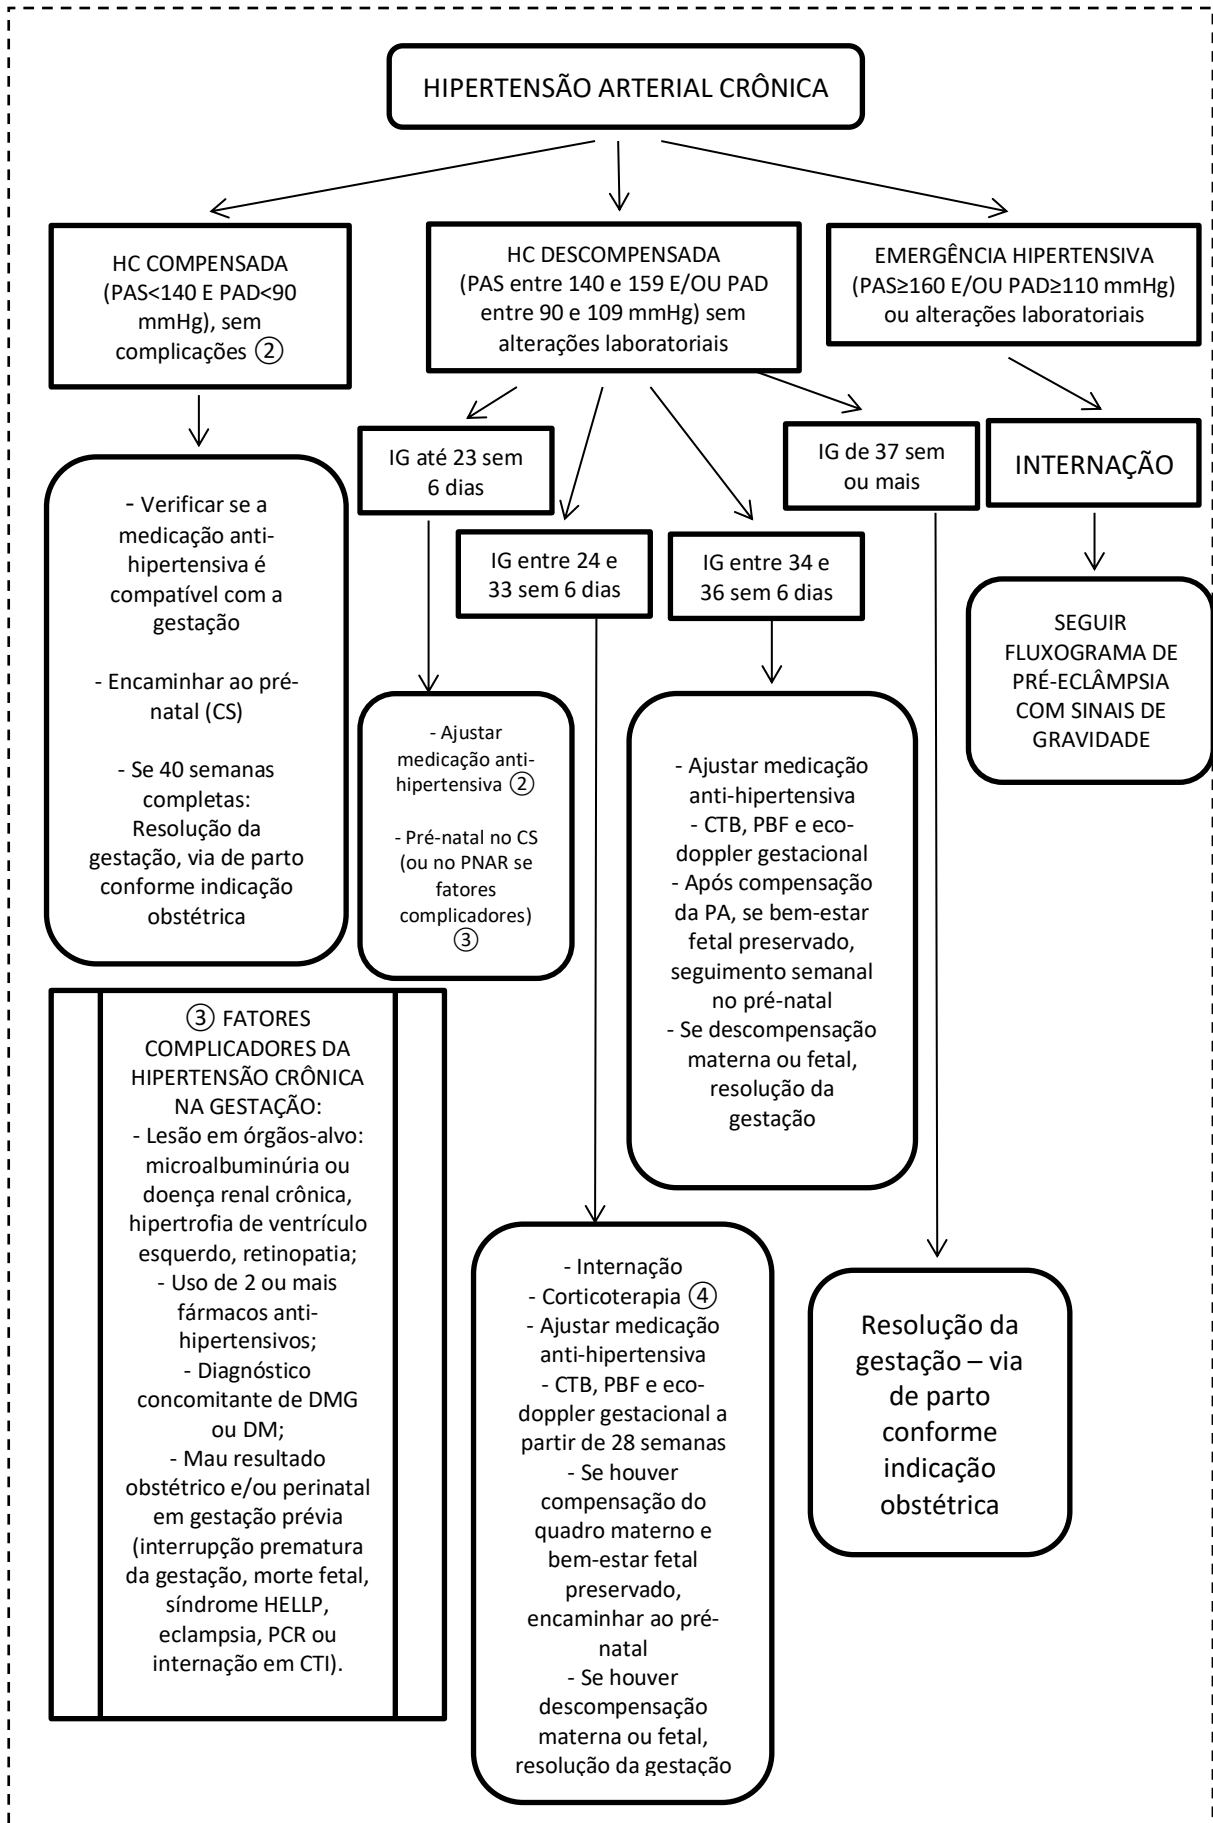 HIPERTENSÃO ARTERIAL CRÔNICA
HC COMPENSADA
(PAS<140 E PAD<90
mmHg), sem
complicações ②
HC DESCOMPENSADA
(PAS entre 140 e 159 E/OU PAD
entre 90 e 109 mmHg) sem
alterações laboratoriais
EMERGÊNCIA HIPERTENSIVA
(PAS≥160 E/OU PAD≥110 mmHg)
ou alterações laboratoriais
IG até 23 sem
6 dias
IG entre 24 e
33 sem 6 dias
IG entre 34 e
36 sem 6 dias
IG de 37 sem
ou mais
INTERNAÇÃO
- Verificar se a
medicação anti-
hipertensiva é
compatível com a
gestação
- Encaminhar ao pré-
natal (CS)
- Se 40 semanas
completas:
Resolução da
gestação, via de parto
conforme indicação
obstétrica
- Ajustar
medicação anti-
hipertensiva ②
- Pré-natal no CS
(ou no PNAR se
fatores
complicadores)
③
- Ajustar medicação
anti-hipertensiva
- CTB, PBF e eco-
doppler gestacional
- Após compensação
da PA, se bem-estar
fetal preservado,
seguimento semanal
no pré-natal
- Se descompensação
materna ou fetal,
resolução da
gestação
SEGUIR
FLUXOGRAMA DE
PRÉ-ECLÂMPSIA
COM SINAIS DE
GRAVIDADE
③ FATORES
COMPLICADORES DA
HIPERTENSÃO CRÔNICA
NA GESTAÇÃO:
- Lesão em órgãos-alvo:
microalbuminúria ou
doença renal crônica,
hipertrofia de ventrículo
esquerdo, retinopatia;
- Uso de 2 ou mais
fármacos anti-
hipertensivos;
- Diagnóstico
concomitante de DMG
ou DM;
- Mau resultado
obstétrico e/ou perinatal
em gestação prévia
(interrupção prematura
da gestação, morte fetal,
síndrome HELLP,
eclampsia, PCR ou
internação em CTI).
- Internação
- Corticoterapia ④
- Ajustar medicação
anti-hipertensiva
- CTB, PBF e eco-
doppler gestacional a
partir de 28 semanas
- Se houver
compensação do
quadro materno e
bem-estar fetal
preservado,
encaminhar ao pré-
natal
- Se houver
descompensação
materna ou fetal,
resolução da gestação
Resolução da
gestação – via
de parto
conforme
indicação
obstétrica